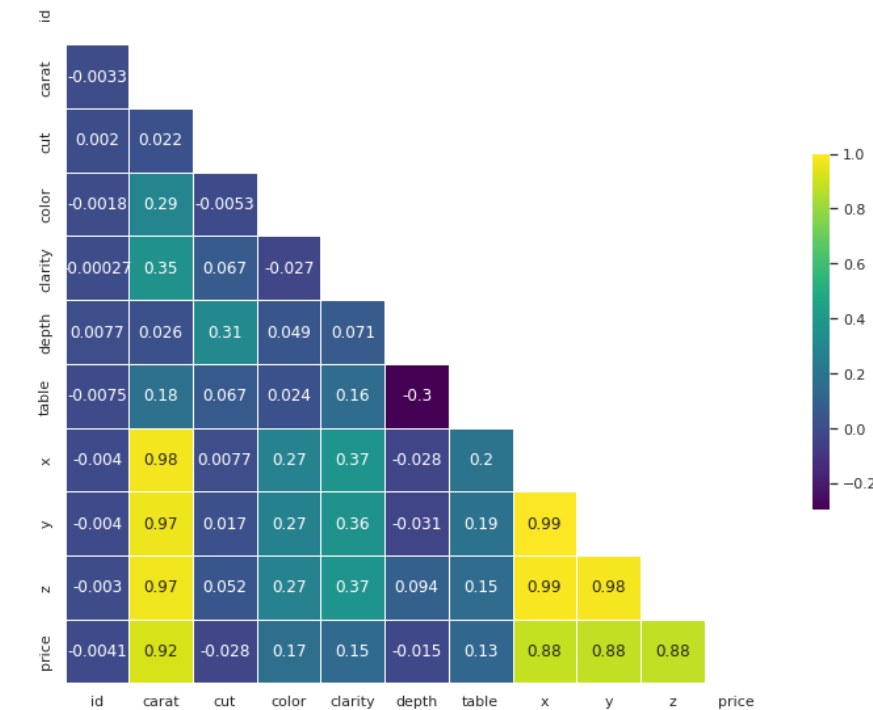 id
carat -0.0033
cut 0.002 0.022
color -0.0018 0.29 -0.0053
clarity -0.00027 0.35 0.067 -0.027
depth 0.0077 0.026 0.31 0.049 0.071
table -0.0075 0.18 0.067 0.024 0.16 -0.3
x -0.004 0.98 0.0077 0.27 0.37 -0.028 0.2
y -0.004 0.97 0.017 0.27 0.36 -0.031 0.19 0.99
z -0.003 0.97 0.052 0.27 0.37 0.094 0.15 0.99 0.98
price -0.0041 0.92 -0.028 0.17 0.15 -0.015 0.13 0.88 0.88 0.88
id carat cut color clarity depth table x y z price
1.0
0.8
0.6
0.4
0.2
0.0
−0.2